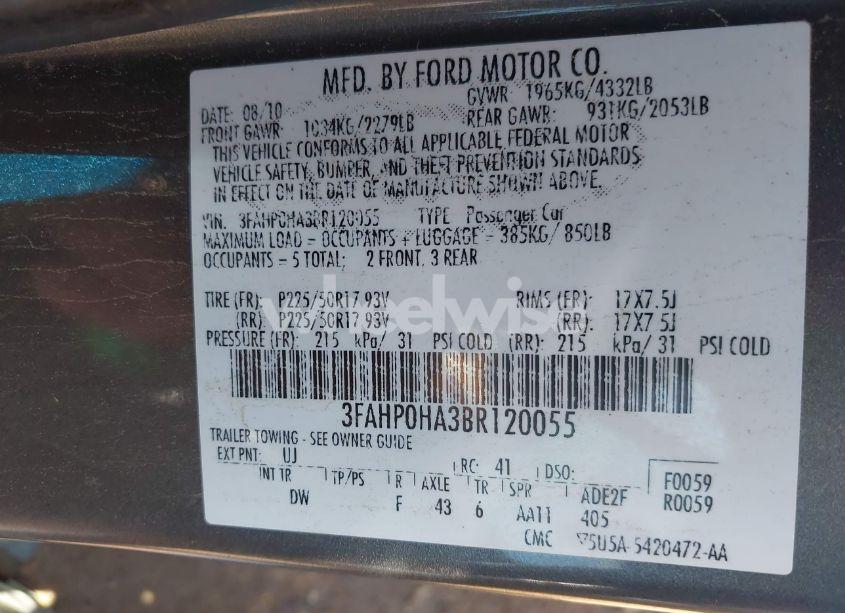 MFD. BY FORD MOTOR CO.
DATE: 08/10 GVWR: 1965KG/4332LB
FRONT GAWR: 1034KG/2279LB REAR GAWR: 931KG/2053LB
THIS VEHICLE CONFORMS TO ALL APPLICABLE FEDERAL MOTOR
VEHICLE SAFETY, BUMPER, AND THEFT PREVENTION STANDARDS
IN EFFECT ON THE DATE OF MANUFACTURE SHOWN ABOVE.
VIN: 3FAHP0HA3BR120055 TYPE: Passenger Car
MAXIMUM LOAD = OCCUPANTS + LUGGAGE = 385KG/ 850LB
OCCUPANTS = 5 TOTAL; 2 FRONT, 3 REAR
TIRE (FR): P225/50R17 93V RIMS (FR): 17X7.5J
(RR): P225/50R17 93V (RR): 17X7.5J
PRESSURE (FR): 215 kPa/ 31 PSI COLD (RR): 215 kPa/ 31 PSI COLD
wheelwise
3FAHP0HA3BR120055
TRAILER TOWING - SEE OWNER GUIDE
EXT PNT: UJ RC: 41 DSO: F0059
INT TR TP/PS R AXLE TR SPR ADE2F R0059
DW F 43 6 AA11 405
CMC 5U5A-5420472-AA